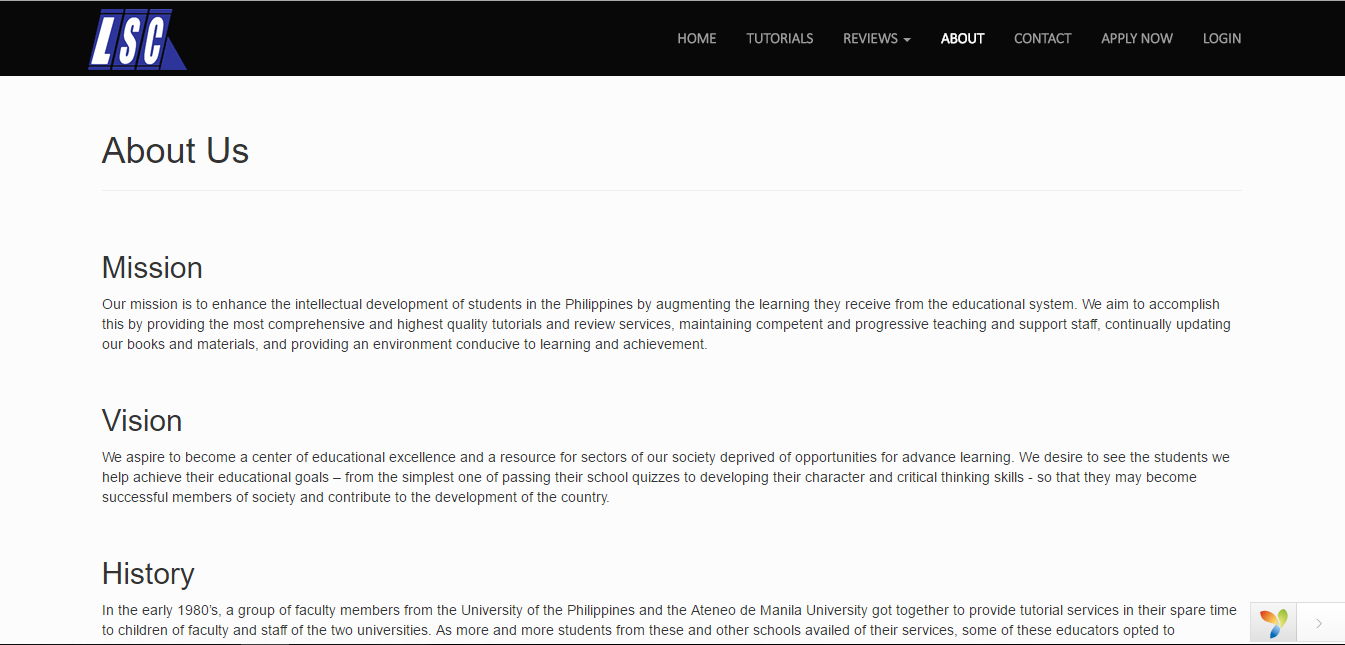 LSC
HOME TUTORIALS REVIEWS ABOUT CONTACT APPLY NOW LOGIN
About Us
Mission
Our mission is to enhance the intellectual development of students in the Philippines by augmenting the learning they receive from the educational system. We aim to accomplish
this by providing the most comprehensive and highest quality tutorials and review services, maintaining competent and progressive teaching and support staff, continually updating
our books and materials, and providing an environment conducive to learning and achievement.
Vision
We aspire to become a center of educational excellence and a resource for sectors of our society deprived of opportunities for advance learning. We desire to see the students we
help achieve their educational goals – from the simplest one of passing their school quizzes to developing their character and critical thinking skills - so that they may become
successful members of society and contribute to the development of the country.
History
In the early 1980's, a group of faculty members from the University of the Philippines and the Ateneo de Manila University got together to provide tutorial services in their spare time
to children of faculty and staff of the two universities. As more and more students from these and other schools availed of their services, some of these educators opted to